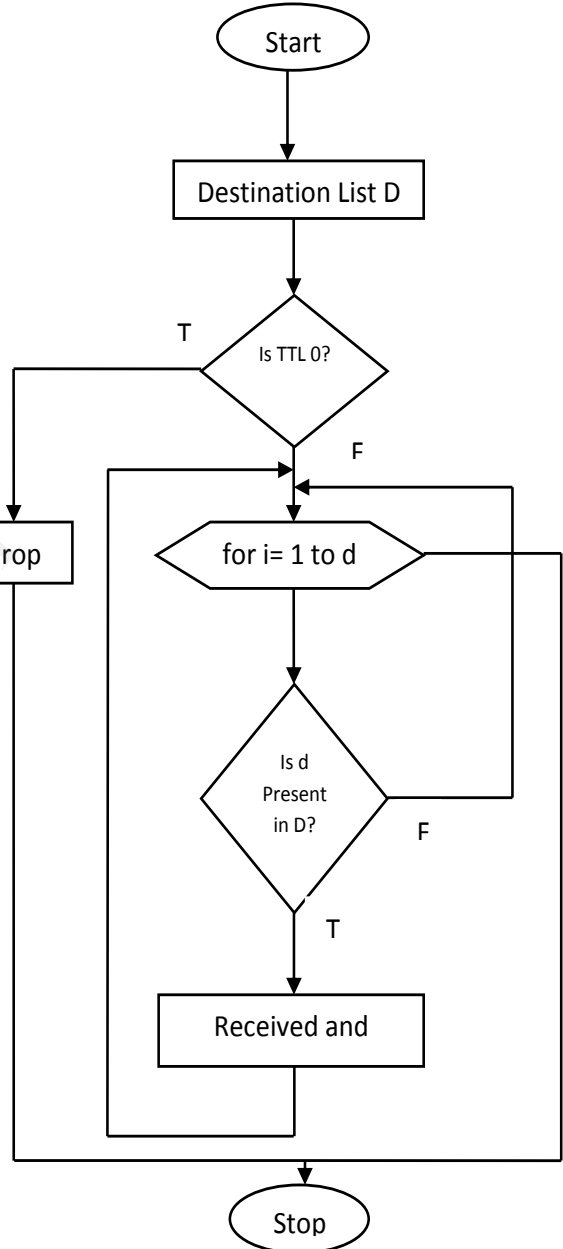 Start
Destination List D
T
Is TTL 0?
F
rop
for i= 1 to d
Is d
Present
in D?
F
T
Received and
Stop